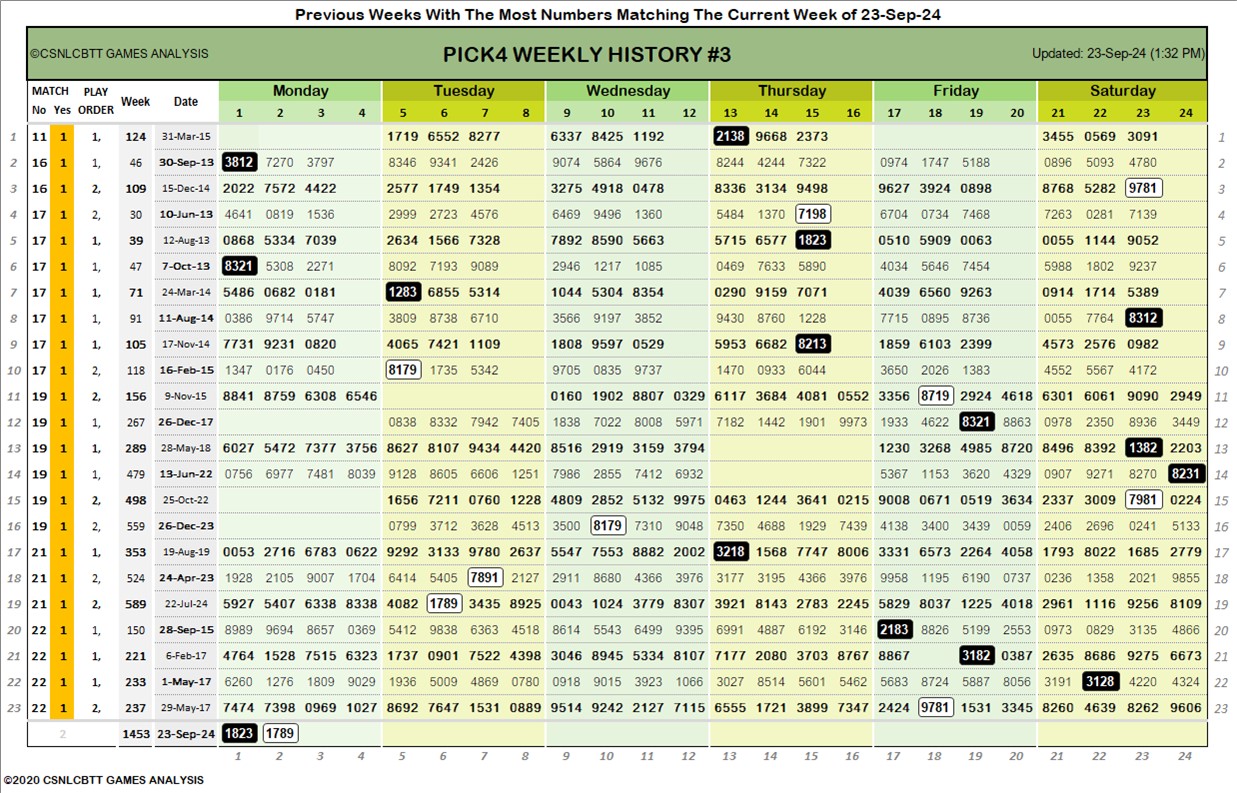 Previous Weeks With The Most Numbers Matching The Current Week of 23-Sep-24
©CSNLCBTT GAMES ANALYSIS PICK4 WEEKLY HISTORY #3 Updated: 23-Sep-24 (1:32 PM)
MATCH PLAY Week Date Monday Tuesday Wednesday Thursday Friday Saturday
No Yes ORDER 1 2 3 4 5 6 7 8 9 10 11 12 13 14 15 16 17 18 19 20 21 22 23 24
1 11 1 1, 124 31-Mar-15 1719 6552 8277 6337 8425 1192 2138 9668 2373 3455 0569 3091 1
2 16 1 1, 46 30-Sep-13 3812 7270 3797 8346 9341 2426 9074 5864 9676 8244 4244 7322 0974 1747 5188 0896 5093 4780 2
3 16 1 2, 109 15-Dec-14 2022 7572 4422 2577 1749 1354 3275 4918 0478 8336 3134 9498 9627 3924 0898 8768 5282 9781 3
4 17 1 2, 30 10-Jun-13 4641 0819 1536 2999 2723 4576 6469 9496 1360 5484 1370 7198 6704 0734 7468 7263 0281 7139 4
5 17 1 1, 39 12-Aug-13 0868 5334 7039 2634 1566 7328 7892 8590 5663 5715 6577 1823 0510 5909 0063 0055 1144 9052 5
6 17 1 1, 47 7-Oct-13 8321 5308 2271 8092 7193 9089 2946 1217 1085 0469 7633 5890 4034 5646 7454 5988 1802 9237 6
7 17 1 1, 71 24-Mar-14 5486 0682 0181 1283 6855 5314 1044 5304 8354 0290 9159 7071 4039 6560 9263 0914 1714 5389 7
8 17 1 1, 91 11-Aug-14 0386 9714 5747 3809 8738 6710 3566 9197 3852 9430 8760 1228 7715 0895 8736 0055 7764 8312 8
9 17 1 1, 105 17-Nov-14 7731 9231 0820 4065 7421 1109 1808 9597 0529 5953 6682 8213 1859 6103 2399 4573 2576 0982 9
10 17 1 2, 118 16-Feb-15 1347 0176 0450 8179 1735 5342 9705 0835 9737 1470 0933 6044 3650 2026 1383 4552 5567 4172 10
11 19 1 2, 156 9-Nov-15 8841 8759 6308 6546 0160 1902 8807 0329 6117 3684 4081 0552 3356 8719 2924 4618 6301 6061 9090 2949 11
12 19 1 1, 267 26-Dec-17 0838 8332 7942 7405 1838 7022 8008 5971 7182 1442 1901 9973 1933 4622 8321 8863 0978 2350 8936 3449 12
13 19 1 1, 289 28-May-18 6027 5472 7377 3756 8627 8107 9434 4420 8516 2919 3159 3794 1230 3268 4985 8720 8496 8392 1382 2203 13
14 19 1 1, 479 13-Jun-22 0756 6977 7481 8039 9128 8605 6606 1251 7986 2855 7412 6932 5367 1153 3620 4329 0907 9271 8270 8231 14
15 19 1 2, 498 25-Oct-22 1656 7211 0760 1228 4809 2852 5132 9975 0463 1244 3641 0215 9008 0671 0519 3634 2337 3009 7981 0224 15
16 19 1 2, 559 26-Dec-23 0799 3712 3628 4513 3500 8179 7310 9048 7350 4688 1929 7439 4138 3400 3439 0059 2406 2696 0241 5133 16
17 21 1 1, 353 19-Aug-19 0053 2716 6783 0622 9292 3133 9780 2637 5547 7553 8882 2002 3218 1568 7747 8006 3331 6573 2264 4058 1793 8022 1685 2779 17
18 21 1 2, 524 24-Apr-23 1928 2105 9007 1704 6414 5405 7891 2127 2911 8680 4366 3976 3177 3195 4366 3976 9958 1195 6190 0737 0236 1358 2021 9855 18
19 21 1 2, 589 22-Jul-24 5927 5407 6338 8338 4082 1789 3435 8925 0043 1024 3779 8307 3921 8143 2783 2245 5829 8037 1225 4018 2961 1116 9256 8109 19
20 22 1 1, 150 28-Sep-15 8989 9694 8657 0369 5412 9838 6363 4518 8614 5543 6499 9395 6991 4887 6192 3146 2183 8826 5199 2553 0973 0829 3135 4866 20
21 22 1 1, 221 6-Feb-17 4764 1528 7515 6323 1737 0901 7522 4398 3046 8945 5334 8107 7177 2080 3703 8767 8867 3182 0387 2635 8686 9275 6673 21
22 22 1 1, 233 1-May-17 6260 1276 1809 9029 1936 5009 4869 0780 0918 9015 3923 1066 3027 8514 5601 5462 5683 8724 5887 8056 3191 3128 4220 4324 22
23 22 1 2, 237 29-May-17 7474 7398 0969 1027 8692 7647 1531 0889 9514 9242 2127 7115 6555 1721 3899 7347 2424 9781 1531 3345 8260 4639 8262 9606 23
2 1453 23-Sep-24 1823 1789
1 2 3 4 5 6 7 8 9 10 11 12 13 14 15 16 17 18 19 20 21 22 23 24
©2020 CSNLCBTT GAMES ANALYSIS